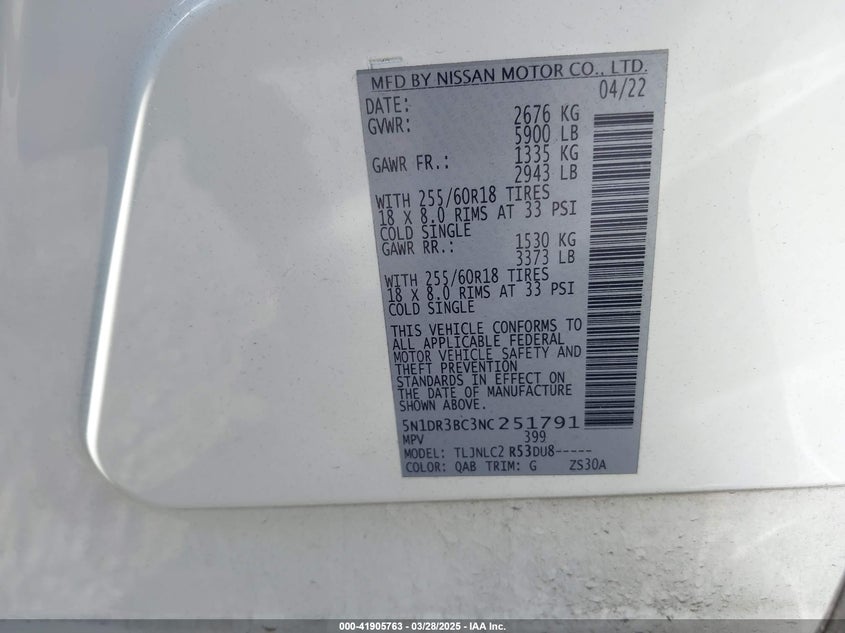 MFD BY NISSAN MOTOR CO., LTD.
DATE: 04/22
GVWR: 2676 KG
5900 LB
GAWR FR.: 1335 KG
2943 LB
WITH 255/60R18 TIRES
18 X 8.0 RIMS AT 33 PSI
COLD SINGLE
GAWR RR.: 1530 KG
3373 LB
WITH 255/60R18 TIRES
18 X 8.0 RIMS AT 33 PSI
COLD SINGLE
THIS VEHICLE CONFORMS TO
ALL APPLICABLE FEDERAL
MOTOR VEHICLE SAFETY AND
THEFT PREVENTION
STANDARDS IN EFFECT ON
THE DATE OF MANUFACTURE
SHOWN ABOVE.
5N1DR3BC3NC251791
MPV 399
MODEL: TLJNLC2 R53DU8-----
COLOR: QAB TRIM: G ZS30A
000-41905763 - 03/28/2025 - IAA Inc.